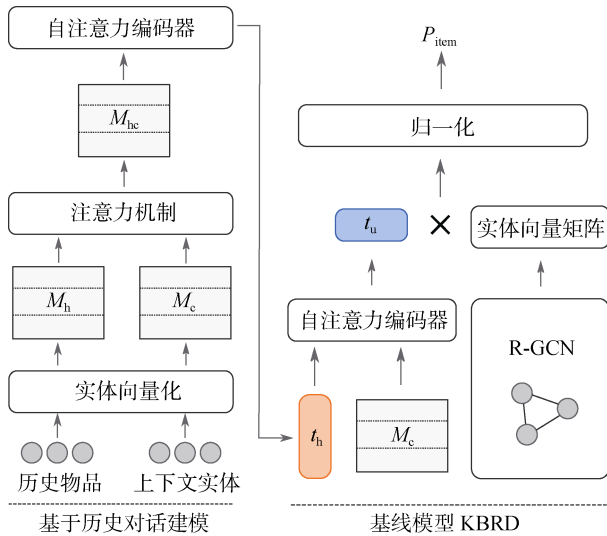 自注意力编码器
M_hc
注意力机制
M_h
M_c
实体向量化
历史物品
上下文实体
基于历史对话建模
P_item
归一化
t_u
×
实体向量矩阵
自注意力编码器
R-GCN
t_h
M_c
基线模型 KBRD